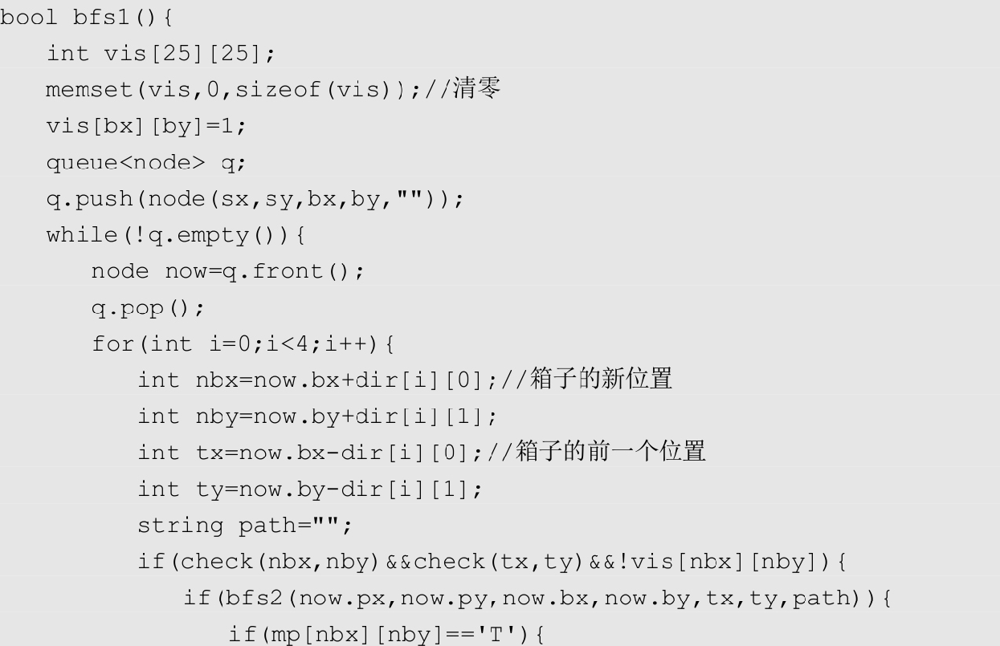 bool bfs1(){
int vis[25][25];
memset(vis,0,sizeof(vis));//清零
vis[bx][by]=1;
queue<node> q;
q.push(node(sx,sy,bx,by,""));
while(!q.empty()){
node now=q.front();
q.pop();
for(int i=0;i<4;i++){
int nbx=now.bx+dir[i][0];//箱子的新位置
int nby=now.by+dir[i][1];
int tx=now.bx-dir[i][0];//箱子的前一个位置
int ty=now.by-dir[i][1];
string path="";
if(check(nbx,nby)&&check(tx,ty)&&!vis[nbx][nby]){
if(bfs2(now.px,now.py,now.bx,now.by,tx,ty,path)){
if(mp[nbx][nby]=='T'){